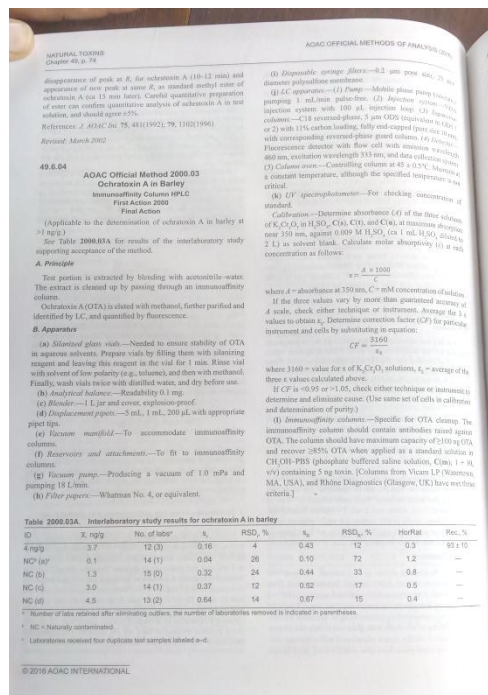 NATURAL TOXINS
Chapter 49, p. 74
disappearance of peak at R, for ochratoxin A (10–12 min) and
appearance of new peak at same R, as standard methyl ester of
ochratoxin A (ca 15 min later). Careful quantitative preparation
of ester can confirm quantitative analysis of ochratoxin A in test
solution, and should agree ±5%.
References: J. AOAC Int. 75, 481(1992); 79, 1102(1996)
Revised: March 2002
49.6.04
AOAC Official Method 2000.03
Ochratoxin A in Barley
Immunoaffinity Column HPLC
First Action 2000
Final Action
(Applicable to the determination of ochratoxin A in barley at
>1 ng/g.)
See Table 2000.03A for results of the interlaboratory study
supporting acceptance of the method.
A. Principle
Test portion is extracted by blending with acetonitrile-water.
The extract is cleaned up by passing through an immunoaffinity
column.
Ochratoxin A (OTA) is eluted with methanol, further purified and
identified by LC, and quantified by fluorescence.
B. Apparatus
(a) Silanized glass vials.—Needed to ensure stability of OTA
in aqueous solvents. Prepare vials by filling them with silanizing
reagent and leaving this reagent in the vial for 1 min. Rinse vial
with solvent of low polarity (e.g., toluene), and then with methanol.
Finally, wash vials twice with distilled water, and dry before use.
(b) Analytical balance.—Readability 0.1 mg.
(c) Blender.—1 L jar and cover, explosion-proof.
(d) Displacement pipets.—5 mL, 1 mL, 200 µL with appropriate
pipet tips.
(e) Vacuum manifold.—To accommodate immunoaffinity
columns.
(f) Reservoirs and attachments.—To fit to immunoaffinity
columns.
(g) Vacuum pump.—Producing a vacuum of 1.0 mPa and
pumping 18 L/min.
(h) Filter papers.—Whatman No. 4, or equivalent.
AOAC OFFICIAL METHODS OF ANALYSIS
(i) Disposable syringe filters.—0.2 µm pore size, 25 mm
diameter polysulfone membrane.
(j) LC apparatus.—(1) Pump.—Mobile phase pump
pumping 1 mL/min pulse-free. (2) Injection system.
injection system with 100 µL injection loop. (3)
columns.—C18 reversed-phase, 5 µm ODS (equivalent to ODS 1
or 2) with 11% carbon loading, fully end-capped
with corresponding reversed-phase guard column. (4)
Fluorescence detector with flow cell with emission wavelength
460 nm, excitation wavelength 333 nm, and data collection
(5) Column oven.—Controlling column at 45 ± 0.5°C.
a constant temperature, although the specified temperature is not
critical.
(k) UV spectrophotometer.—For checking concentration of
standard.
Calibration.—Determine absorbance (A) of the three solutions
of K₂Cr₂O₇ in H₂SO₄, C(s), C(t), and C(u), at maximum absorption
near 350 nm, against 0.009 M H₂SO₄ (ca 1 mL H₂SO₄ diluted to
2 L) as solvent blank. Calculate molar absorptivity (ε) at each
concentration as follows:
ε = A × 1000 / C
where A = absorbance at 350 nm, C = mM concentration of solution
If the three values vary by more than guaranteed accuracy of
A scale, check either technique or instrument. Average the 3 ε
values to obtain ε₀. Determine correction factor (CF) for particular
instrument and cells by substituting in equation:
CF = 3160 / ε₀
where 3160 = value for ε of K₂Cr₂O₇ solutions, ε₀ = average of the
three ε values calculated above.
If CF is <0.95 or >1.05, check either technique or instrument to
determine and eliminate cause. (Use same set of cells in calibration
and determination of purity.)
(l) Immunoaffinity columns.—Specific for OTA cleanup. The
immunoaffinity column should contain antibodies raised against
OTA. The column should have maximum capacity of ≥100 ng OTA
and recover ≥85% OTA when applied as a standard solution in
CH₃OH–PBS (phosphate buffered saline solution, C(m); 1 + 9,
v/v) containing 5 ng toxin. [Columns from Vicam LP (Watertown,
MA, USA), and Rhône Diagnostics (Glasgow, UK) have met these
criteria.]
Table 2000.03A. Interlaboratory study results for ochratoxin A in barley
ID x̄, ng/g No. of labsᵃ sᵣ RSDᵣ, % s_R RSD_R, % HorRat Rec., %
4 ng/g 3.7 12 (3) 0.16 4 0.43 12 0.3 93 ± 10
NCᵇ (a)ᶜ 0.1 14 (1) 0.04 26 0.10 72 1.2 —
NC (b) 1.3 15 (0) 0.32 24 0.44 33 0.8 —
NC (c) 3.0 14 (1) 0.37 12 0.52 17 0.5 —
NC (d) 4.5 13 (2) 0.64 14 0.67 15 0.4 —
ᵃ Number of labs retained after eliminating outliers, the number of laboratories removed is indicated in parentheses.
ᵇ NC = Naturally contaminated.
ᶜ Laboratories received four duplicate test samples labeled a–d.
© 2016 AOAC INTERNATIONAL